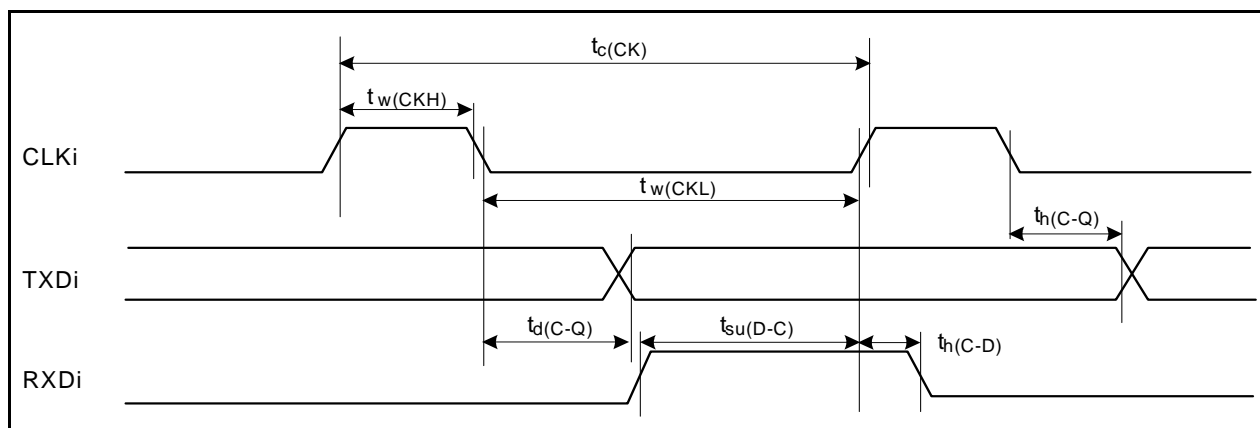 tc(CK)
tw(CKH)
CLKi
tw(CKL)
th(C-Q)
TXDi
td(C-Q)
tsu(D-C)
th(C-D)
RXDi